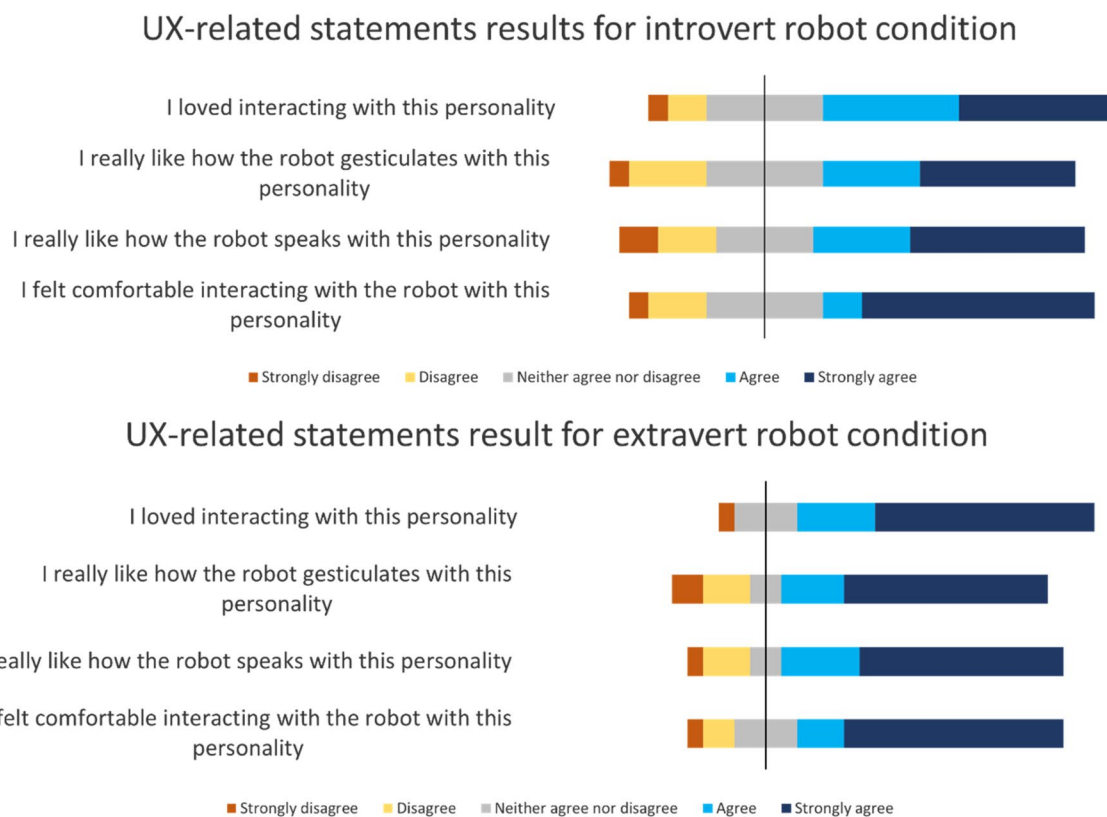 UX-related statements results for introvert robot condition
I loved interacting with this personality
I really like how the robot gesticulates with this
personality
I really like how the robot speaks with this personality
I felt comfortable interacting with the robot with this
personality
Strongly disagree Disagree Neither agree nor disagree Agree Strongly agree
UX-related statements result for extravert robot condition
I loved interacting with this personality
I really like how the robot gesticulates with this
personality
like how the robot speaks with this personality
felt comfortable interacting with the robot with this
personality
Strongly disagree Disagree Neither agree nor disagree Agree Strongly agree